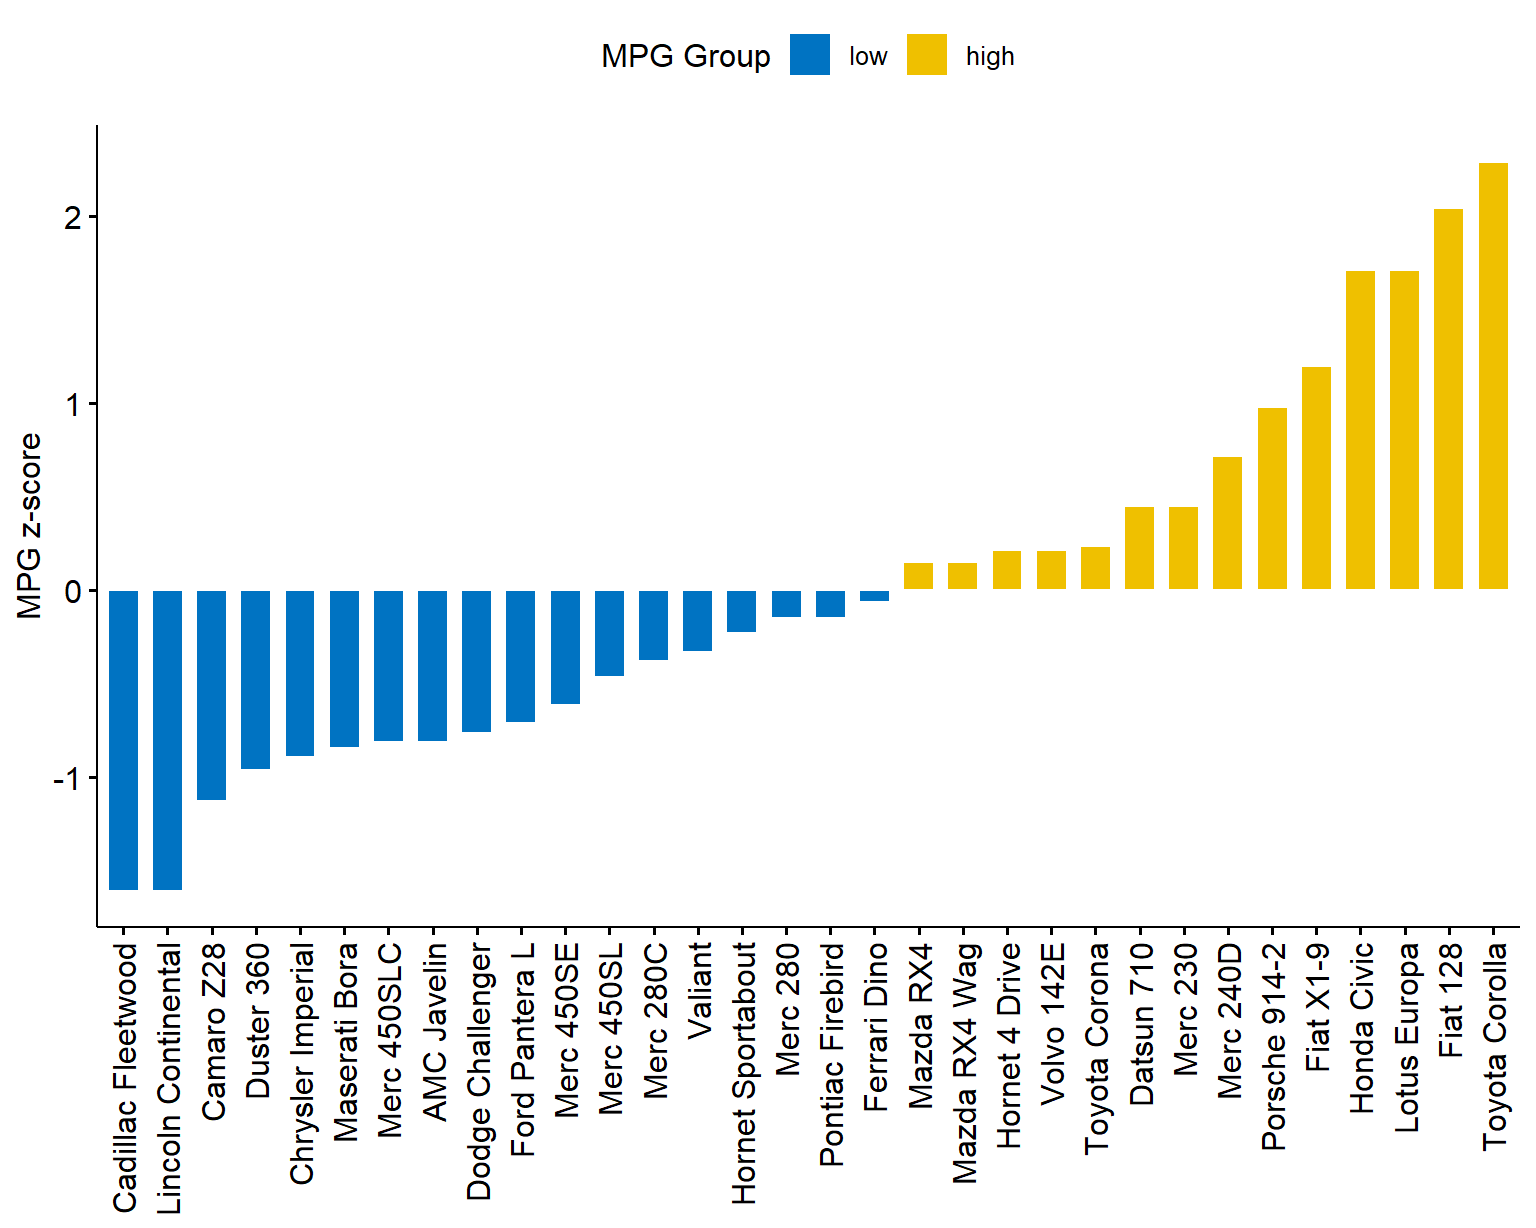 MPG Group low high
MPG z-score
2
1
0
-1
Cadillac Fleetwood
Lincoln Continental
Camaro Z28
Duster 360
Chrysler Imperial
Maserati Bora
Merc 450SLC
AMC Javelin
Dodge Challenger
Ford Pantera L
Merc 450SE
Merc 450SL
Merc 280C
Valiant
Hornet Sportabout
Merc 280
Pontiac Firebird
Ferrari Dino
Mazda RX4
Mazda RX4 Wag
Hornet 4 Drive
Volvo 142E
Toyota Corona
Datsun 710
Merc 230
Merc 240D
Porsche 914-2
Fiat X1-9
Honda Civic
Lotus Europa
Fiat 128
Toyota Corolla